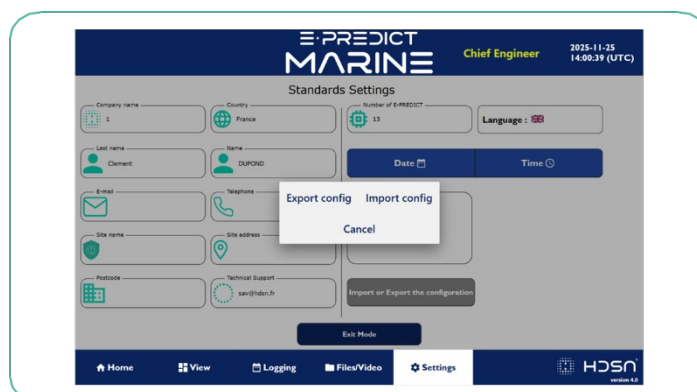 E·PREDICT
MARINE
Chief Engineer
2025-11-25
14:00:39 (UTC)
Standards Settings
Company name
1
Country
France
Number of E-PREDICT
13
Language :
Last name
Clement
Name
DUPOND
Date
Time
E-mail
Telephone
Export config Import config
Cancel
Site name
Site address
Postcode
Technical Support
sav@hdsn.fr
Import or Export the configuration
Exit Mode
Home
View
Logging
Files/Video
Settings
HDSN
version 4.0